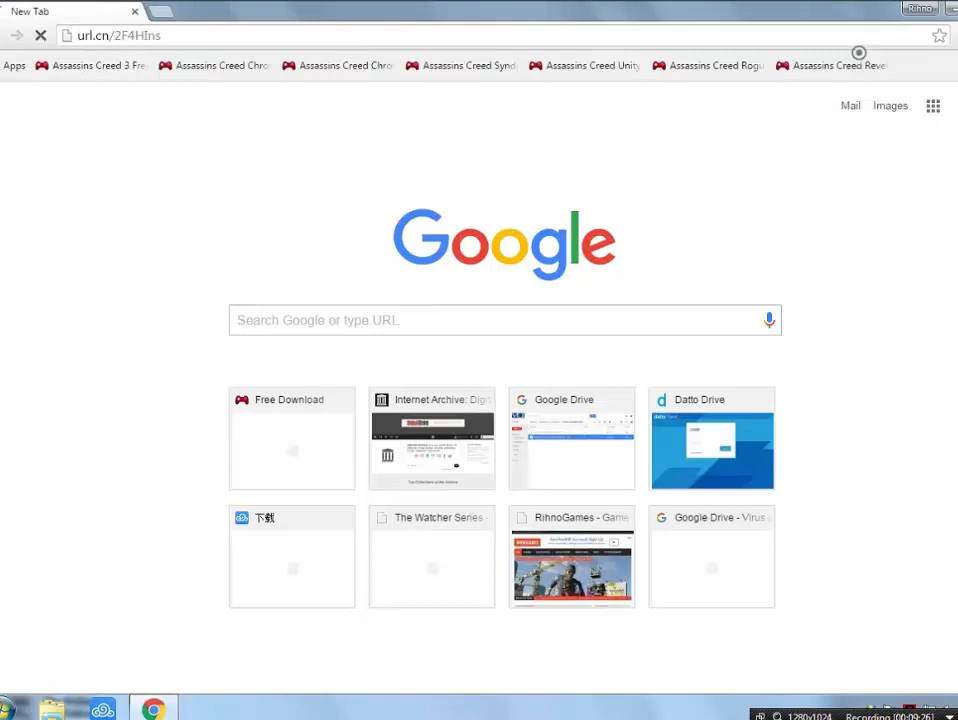 New Tab
Rihno
url.cn/2F4HIns
Apps Assassins Creed 3 Fre Assassins Creed Chro Assassins Creed Chro Assassins Creed Synd Assassins Creed Unity Assassins Creed Rogu Assassins Creed Reve
Mail Images
Google
Search Google or type URL
Free Download Internet Archive: Digi Google Drive Datto Drive
下载 The Watcher Series - RihnoGames - Game Google Drive - Virus s
1280x1024 Recording [00:09:26]